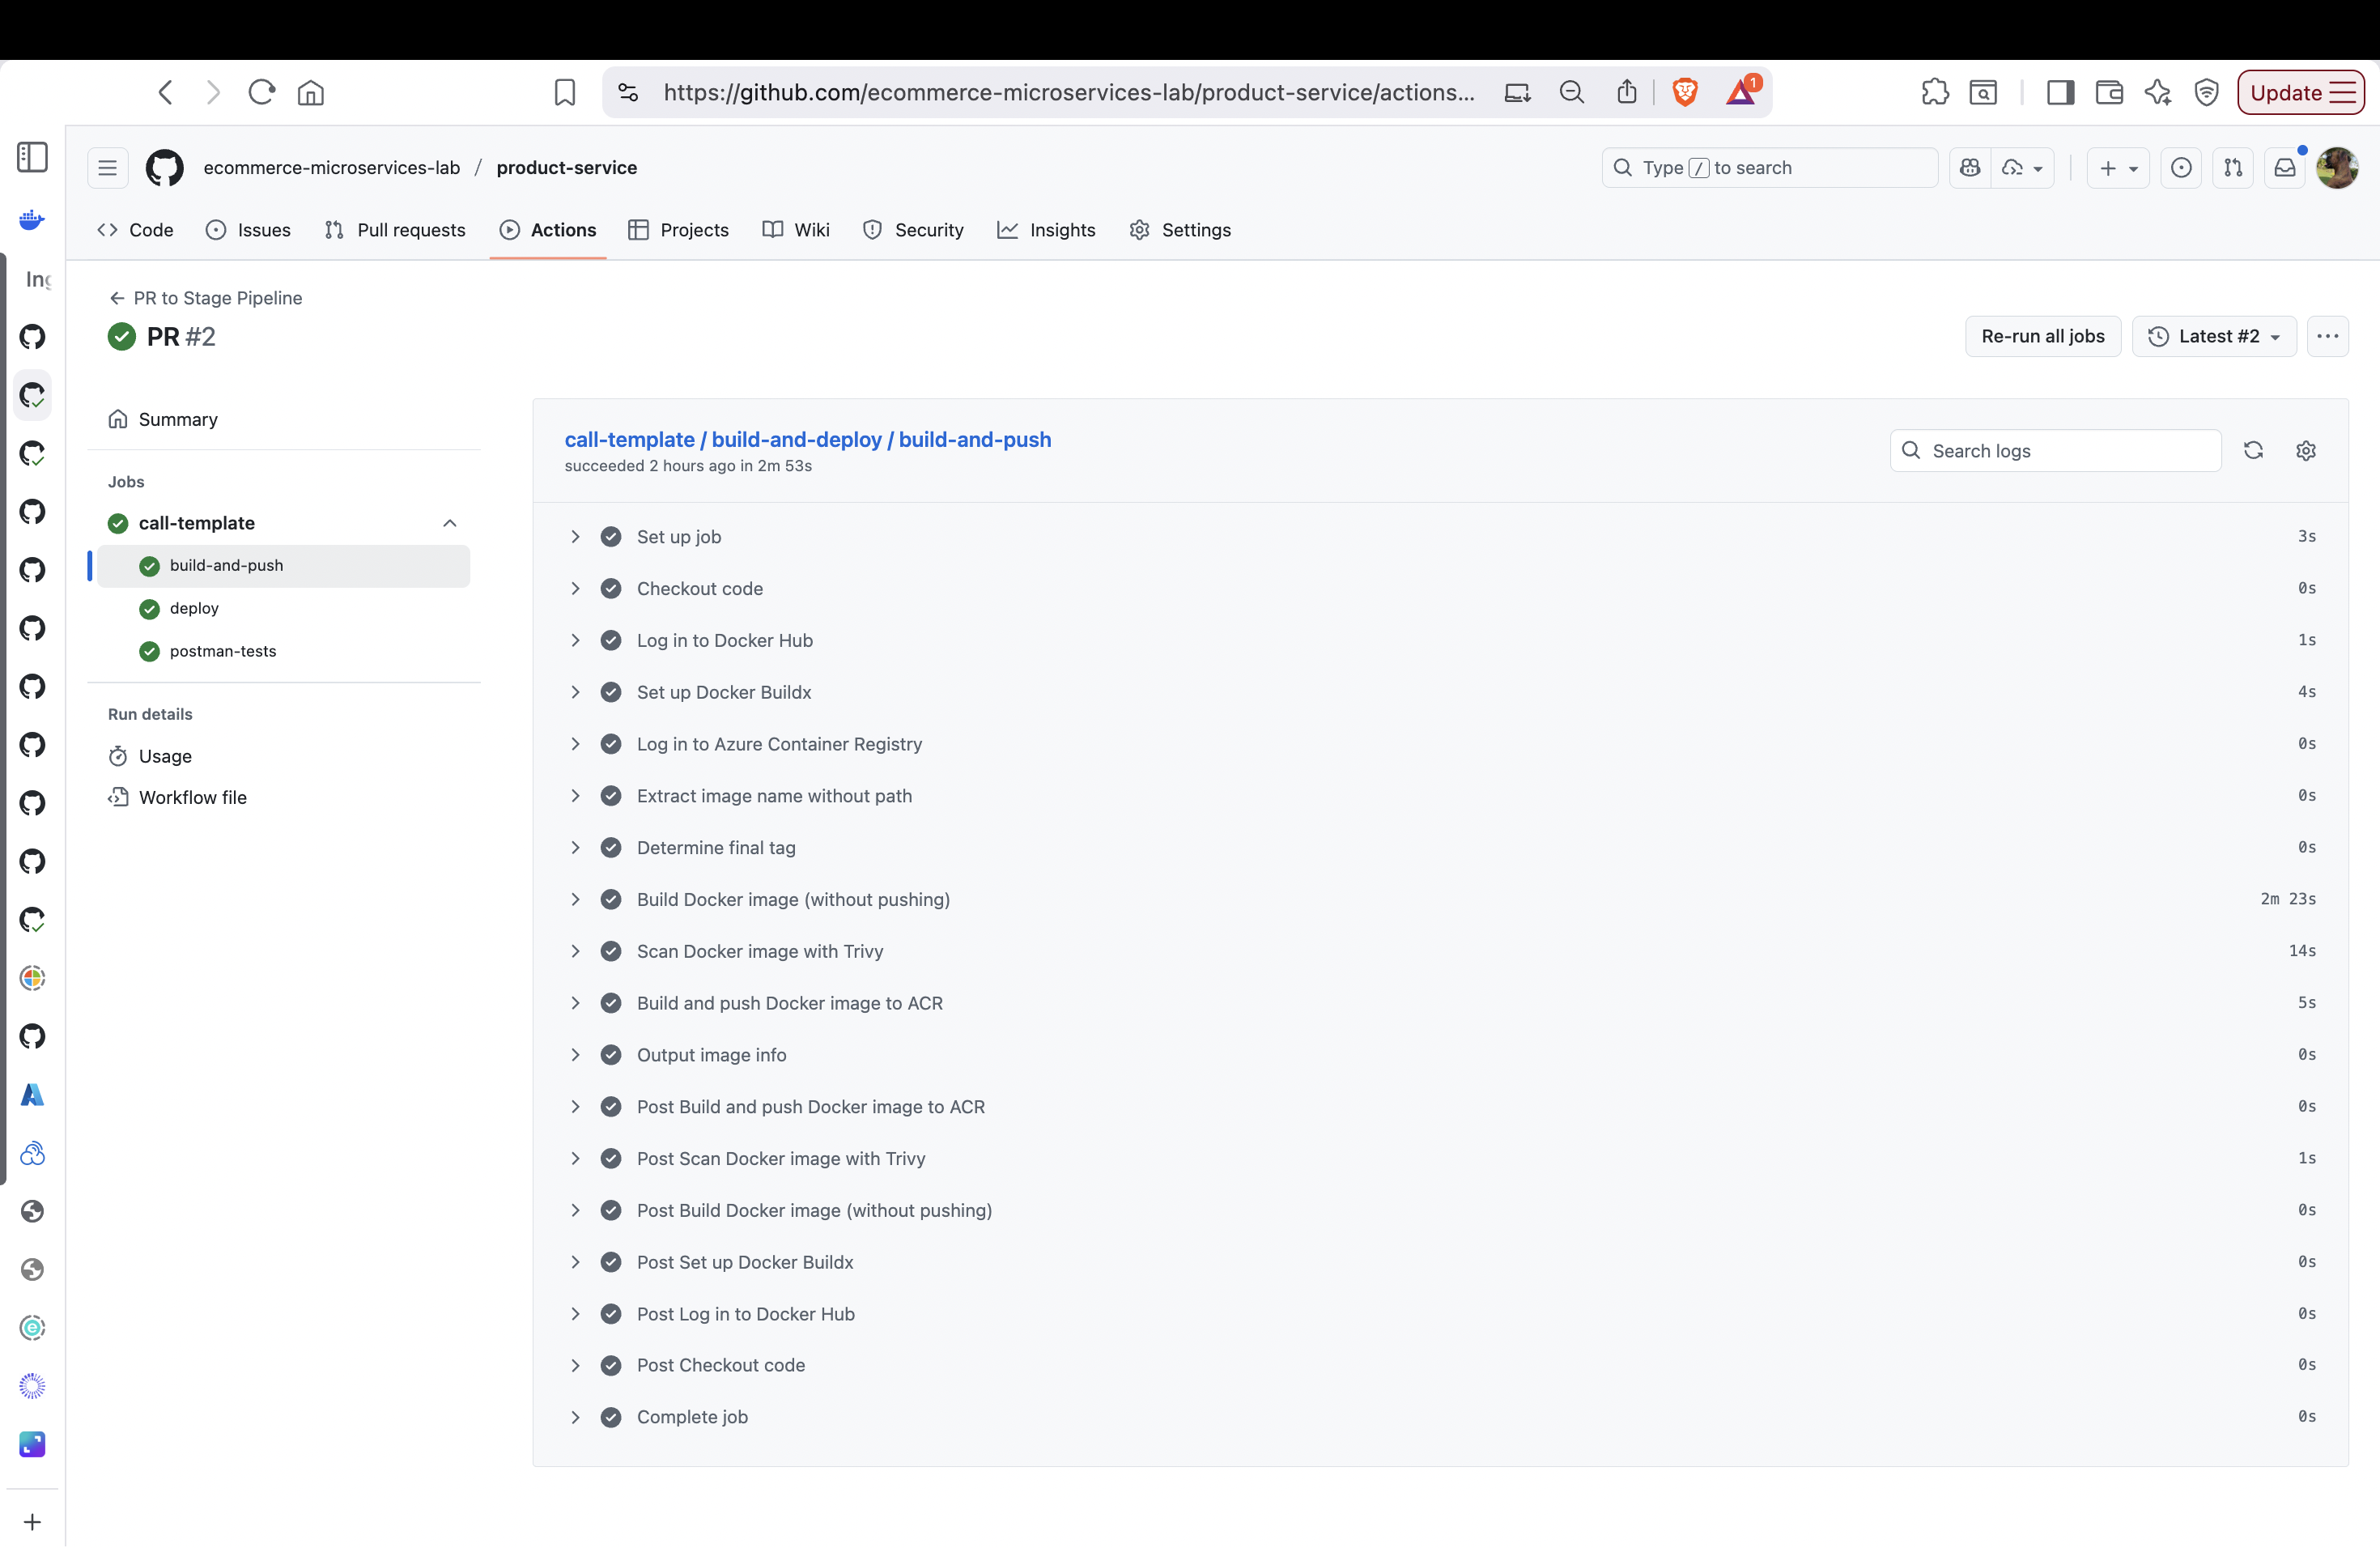 https://github.com/ecommerce-microservices-lab/product-service/actions...
1
Update
ecommerce-microservices-lab / product-service
Type / to search
Code
Issues
Pull requests
Actions
Projects
Wiki
Security
Insights
Settings
PR to Stage Pipeline
PR #2
Re-run all jobs
Latest #2
Summary
Jobs
call-template
build-and-push
deploy
postman-tests
Run details
Usage
Workflow file
call-template / build-and-deploy / build-and-push
succeeded 2 hours ago in 2m 53s
Search logs
Set up job 3s
Checkout code 0s
Log in to Docker Hub 1s
Set up Docker Buildx 4s
Log in to Azure Container Registry 0s
Extract image name without path 0s
Determine final tag 0s
Build Docker image (without pushing) 2m 23s
Scan Docker image with Trivy 14s
Build and push Docker image to ACR 5s
Output image info 0s
Post Build and push Docker image to ACR 0s
Post Scan Docker image with Trivy 1s
Post Build Docker image (without pushing) 0s
Post Set up Docker Buildx 0s
Post Log in to Docker Hub 0s
Post Checkout code 0s
Complete job 0s